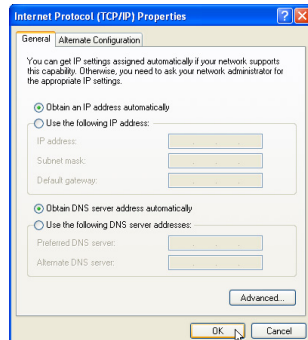 Internet Protocol (TCP/IP) Properties
General
Alternate Configuration
You can get IP settings assigned automatically if your network supports
this capability. Otherwise, you need to ask your network administrator for
the appropriate IP settings.
Obtain an IP address automatically
Use the following IP address:
IP address:
Subnet mask:
Default gateway:
Obtain DNS server address automatically
Use the following DNS server addresses:
Preferred DNS server:
Alternate DNS server:
Advanced...
OK
Cancel